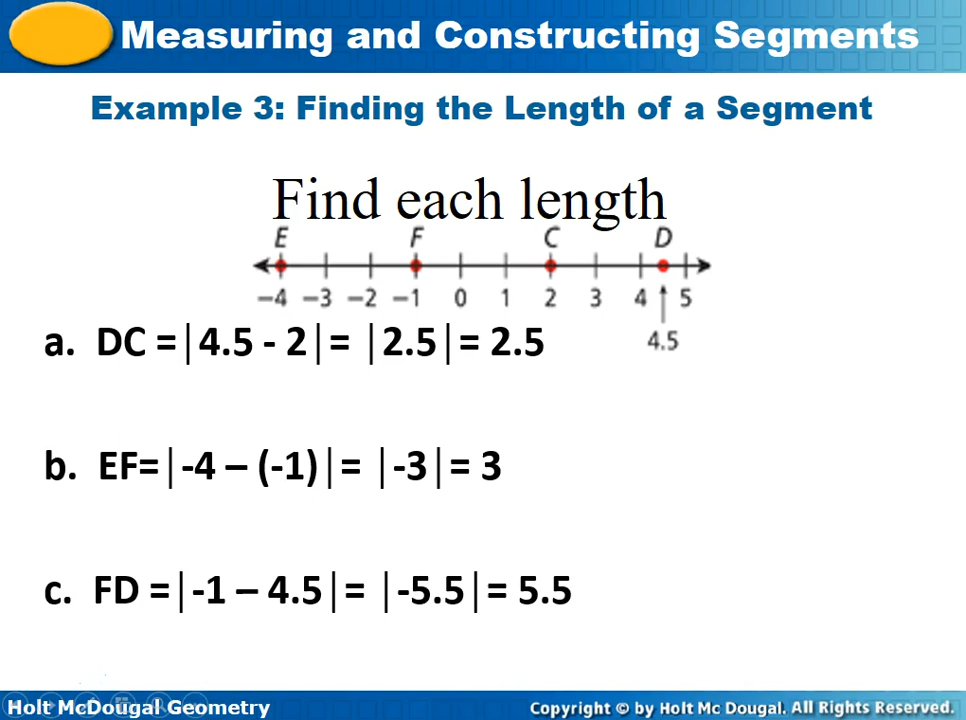 Measuring and Constructing Segments
Example 3: Finding the Length of a Segment
Find each length
E F C D
−4 −3 −2 −1 0 1 2 3 4 5
4.5
a. DC =|4.5 - 2|= |2.5|= 2.5
b. EF=|-4 – (-1)|= |-3|= 3
c. FD =|-1 – 4.5|= |-5.5|= 5.5
Holt McDougal Geometry
Copyright © by Holt Mc Dougal. All Rights Reserved.